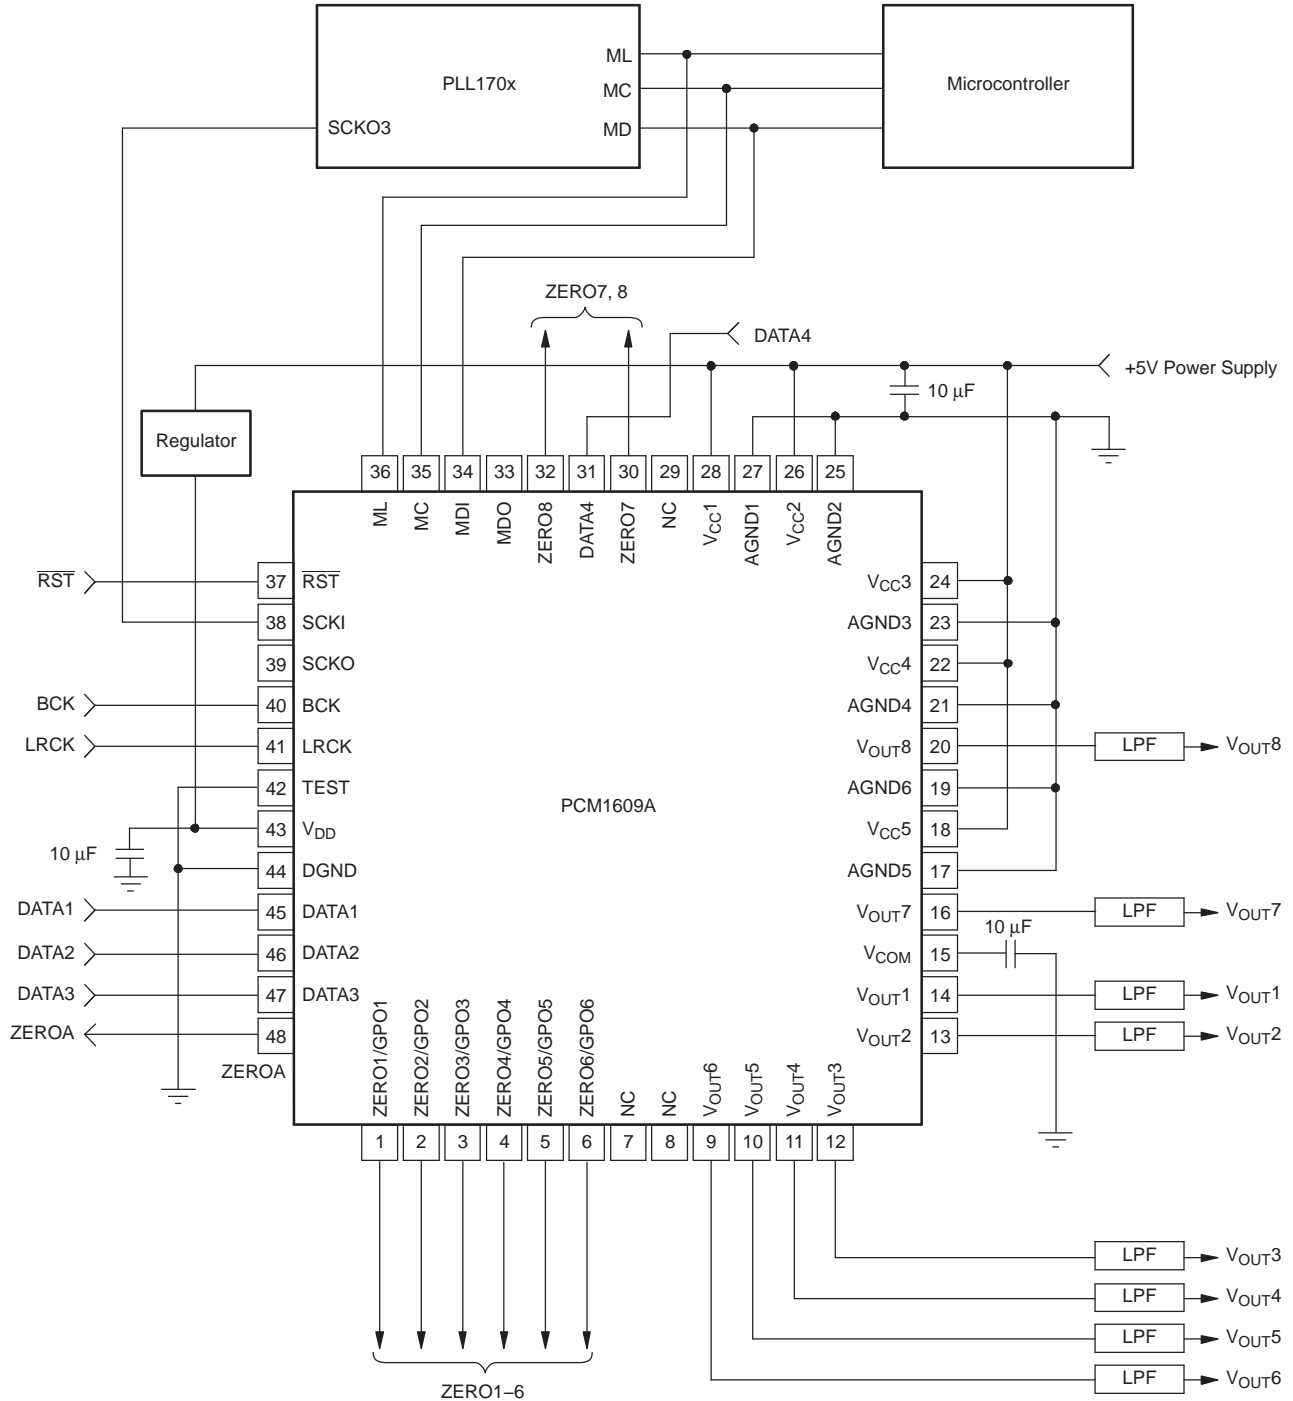 ML
PLL170x
MC
Microcontroller
SCKO3
MD
ZERO7, 8
DATA4
+5V Power Supply
10 μF
Regulator
36
35
34
33
32
31
30
29
28
27
26
25
ML
MC
MDI
MDO
ZERO8
DATA4
ZERO7
NC
VCC1
AGND1
VCC2
AGND2
RST
37
RST
VCC3
24
38
SCKI
AGND3
23
39
SCKO
VCC4
22
BCK
40
BCK
AGND4
21
LRCK
41
LRCK
VOUT8
20
LPF
VOUT8
42
TEST
AGND6
19
PCM1609A
43
VDD
VCC5
18
10 μF
44
DGND
AGND5
17
DATA1
45
DATA1
VOUT7
16
LPF
VOUT7
10 μF
DATA2
46
DATA2
VCOM
15
DATA3
47
DATA3
VOUT1
14
LPF
VOUT1
ZEROA
48
VOUT2
13
LPF
VOUT2
ZEROA
ZERO1/GPO1
ZERO2/GPO2
ZERO3/GPO3
ZERO4/GPO4
ZERO5/GPO5
ZERO6/GPO6
NC
NC
VOUT6
VOUT5
VOUT4
VOUT3
1
2
3
4
5
6
7
8
9
10
11
12
LPF
VOUT3
LPF
VOUT4
LPF
VOUT5
LPF
VOUT6
ZERO1–6